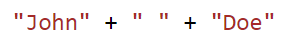 "John" + " " + "Doe"